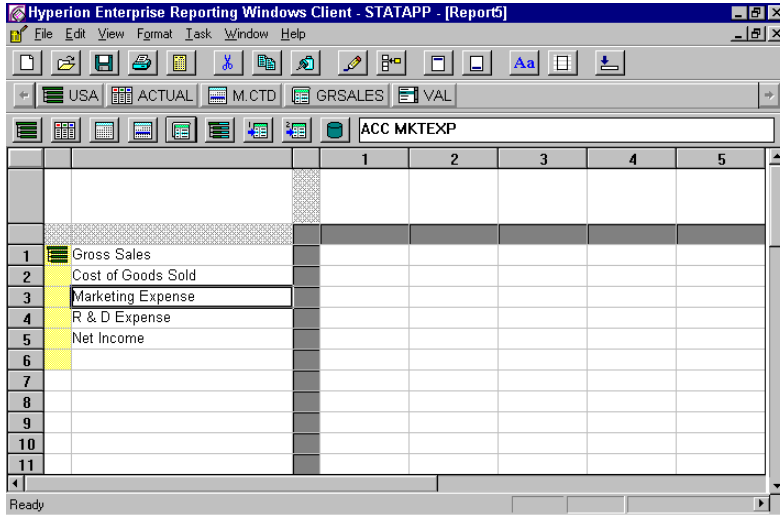 Hyperion Enterprise Reporting Windows Client - STATAPP - [Report5]
File Edit View Format Task Window Help
Aa
USA ACTUAL M.CTD GRSALES VAL
ACC MKTEXP
1 2 3 4 5
1 Gross Sales
2 Cost of Goods Sold
3 Marketing Expense
4 R & D Expense
5 Net Income
6
7
8
9
10
11
Ready